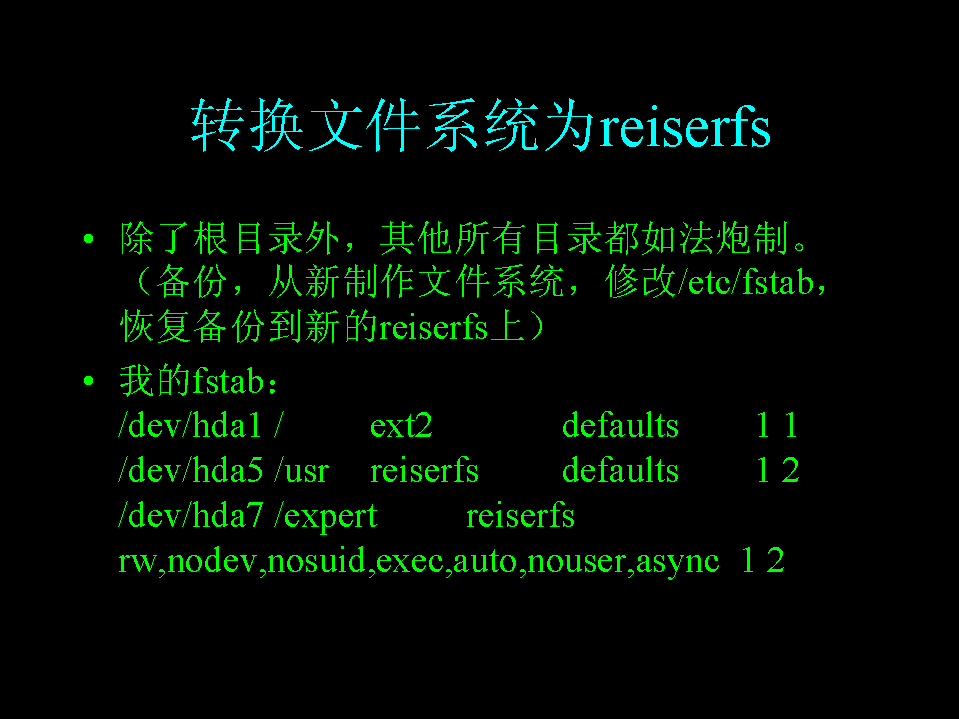 转换文件系统为reiserfs
• 除了根目录外，其他所有目录都如法炮制。
（备份，从新制作文件系统，修改/etc/fstab，
恢复备份到新的reiserfs上）
• 我的fstab：
/dev/hda1 / ext2 defaults 1 1
/dev/hda5 /usr reiserfs defaults 1 2
/dev/hda7 /expert reiserfs
rw,nodev,nosuid,exec,auto,nouser,async 1 2